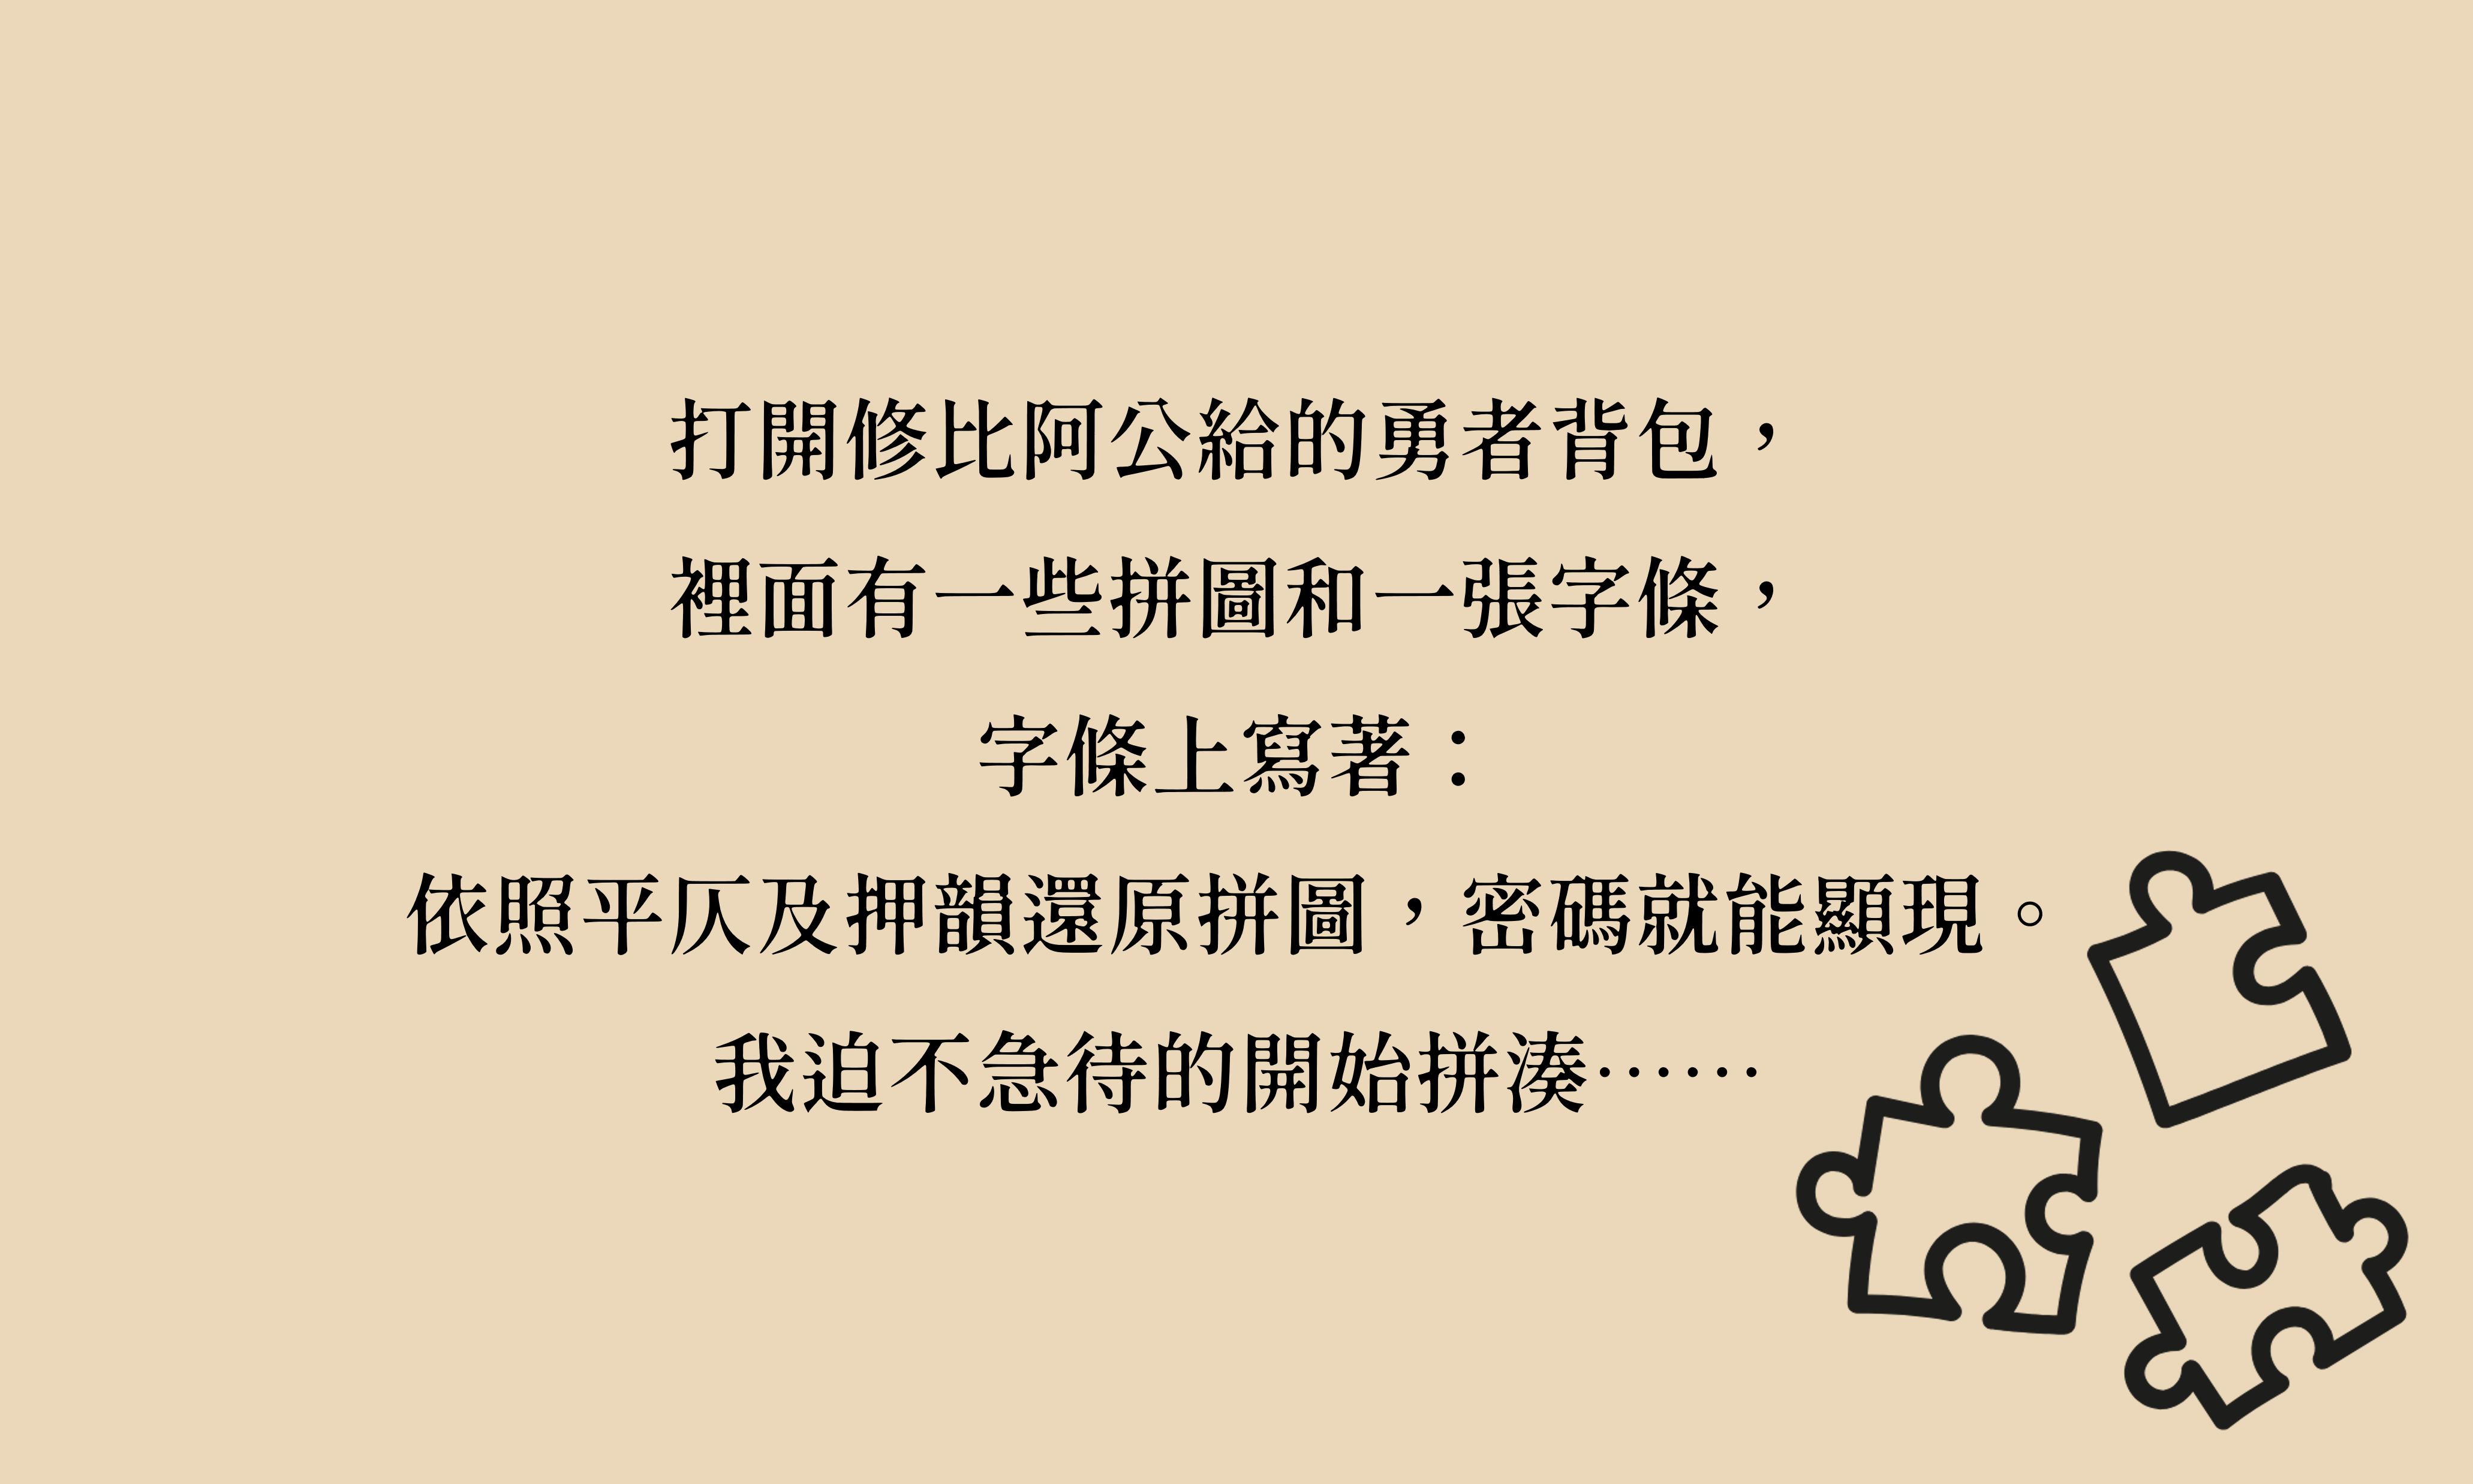 打開修比阿公給的勇者背包，
裡面有一些拼圖和一張字條，
字條上寫著：
依照平仄及押韻還原拼圖，密碼就能顯現。
我迫不急待的開始拼湊······